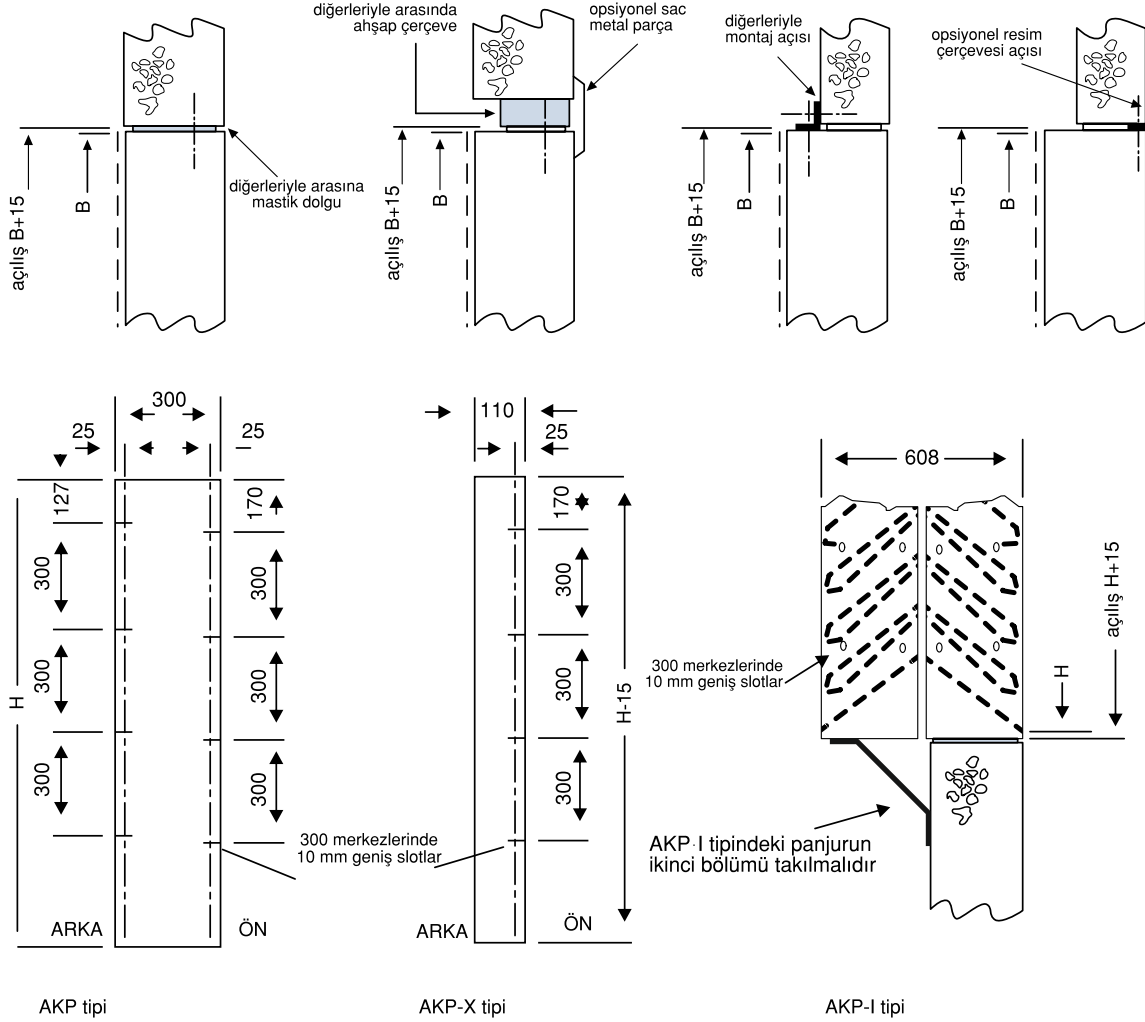 diğerleriyle arasında
ahşap çerçeve
opsiyonel sac
metal parça
diğerleriyle
montaj açısı
opsiyonel resim
çerçevesi açısı
açılış B+15
B
diğerleriyle arasına
mastik dolgu
açılış B+15
B
açılış B+15
B
açılış B+15
B
300
25
25
127
170
300
300
300
300
300
300
H
ARKA
ÖN
300 merkezlerinde
10 mm geniş slotlar
110
25
170
300
300
300
H-15
ARKA
ÖN
608
300 merkezlerinde
10 mm geniş slotlar
açılış H+15
H
AKP-I tipindeki panjurun
ikinci bölümü takılmalıdır
AKP tipi
AKP-X tipi
AKP-I tipi